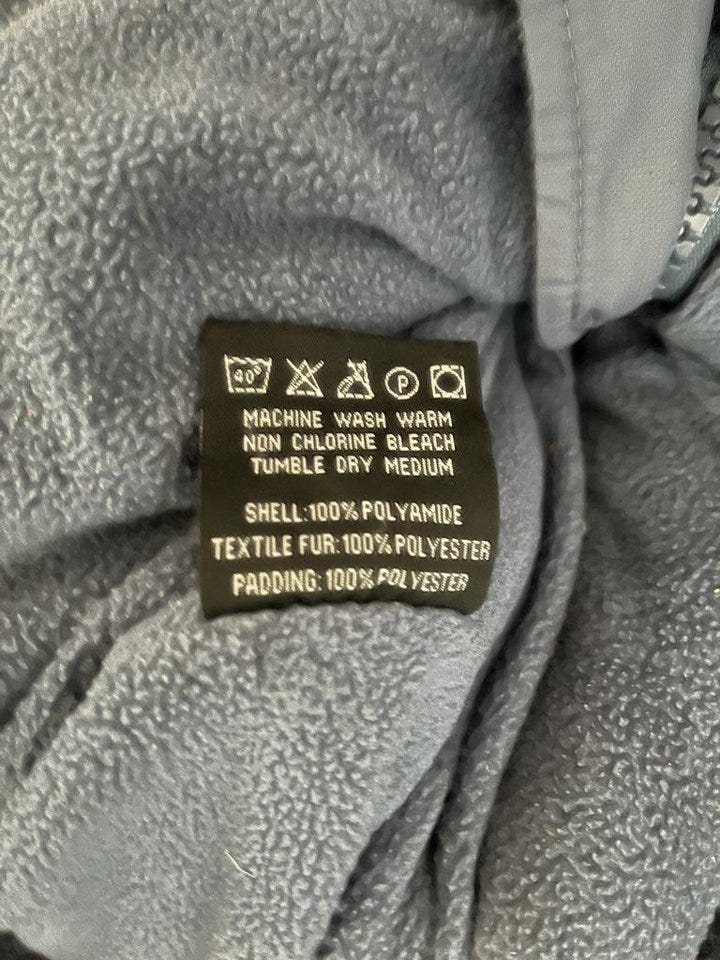 40°
P
MACHINE WASH WARM
NON CHLORINE BLEACH
TUMBLE DRY MEDIUM
SHELL:100%POLYAMIDE
TEXTILE FUR:100%POLYESTER
PADDING:100%POLYESTER